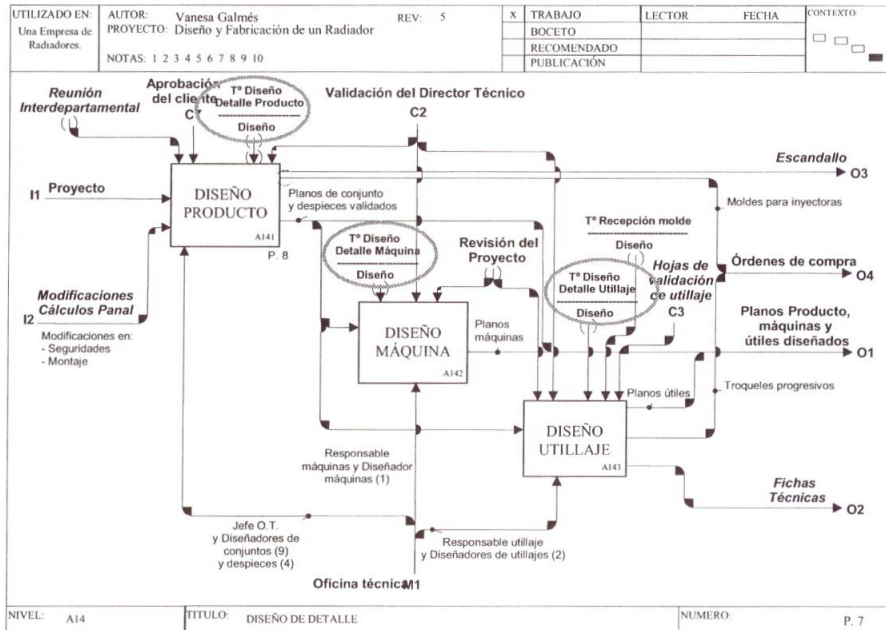 UTILIZADO EN:
Una Empresa de
Radiadores.
AUTOR: Vanesa Galmés
PROYECTO: Diseño y Fabricación de un Radiador
NOTAS: 1 2 3 4 5 6 7 8 9 10
REV: 5
X TRABAJO
BOCETO
RECOMENDADO
PUBLICACIÓN
LECTOR FECHA
CONTEXTO:
Reunión
Interdepartamental
Aprobación
del cliente
Tº Diseño
Detalle Producto
Diseño
Validación del Director Técnico
C2
I1 Proyecto
DISEÑO
PRODUCTO
A141
P. 8
Planos de conjunto
y despieces validados
Escandallo
O3
Moldes para inyectoras
Tº Recepción molde
Diseño
Tº Diseño
Detalle Máquina
Diseño
Revisión del
Proyecto
Tº Diseño
Detalle Utillaje
Diseño
Hojas de
validación
de utillaje
C3
Órdenes de compra
O4
Modificaciones
Cálculos Panal
I2
Modificaciones en:
- Seguridades
- Montaje
DISEÑO
MÁQUINA
A142
Planos
máquinas
Planos Producto,
máquinas y
útiles diseñados
O1
Planos útiles
Troqueles progresivos
DISEÑO
UTILLAJE
A143
Responsable
máquinas y Diseñador
máquinas (1)
Fichas
Técnicas
O2
Jefe O.T.
y Diseñadores de
conjuntos (9)
y despieces (4)
Responsable utillaje
y Diseñadores de utillajes (2)
Oficina técnica M1
NIVEL: A14
TITULO: DISEÑO DE DETALLE
NUMERO: P. 7